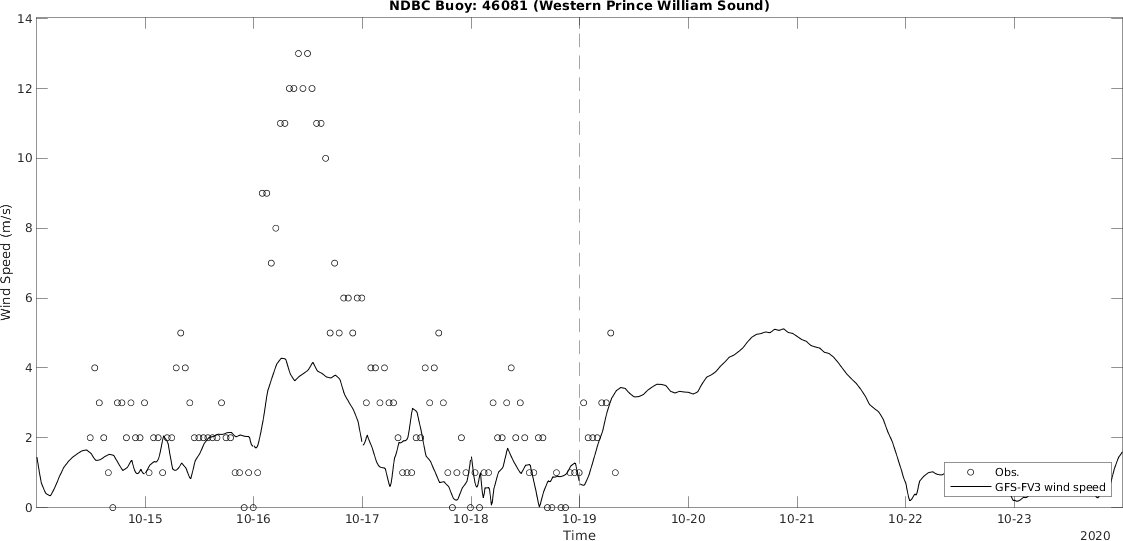 NDBC Buoy: 46081 (Western Prince William Sound)
14
12
10
8
6
4
2
0
Wind Speed (m/s)
10-15 10-16 10-17 10-18 10-19 10-20 10-21 10-22 10-23
Time
2020
Obs.
GFS-FV3 wind speed